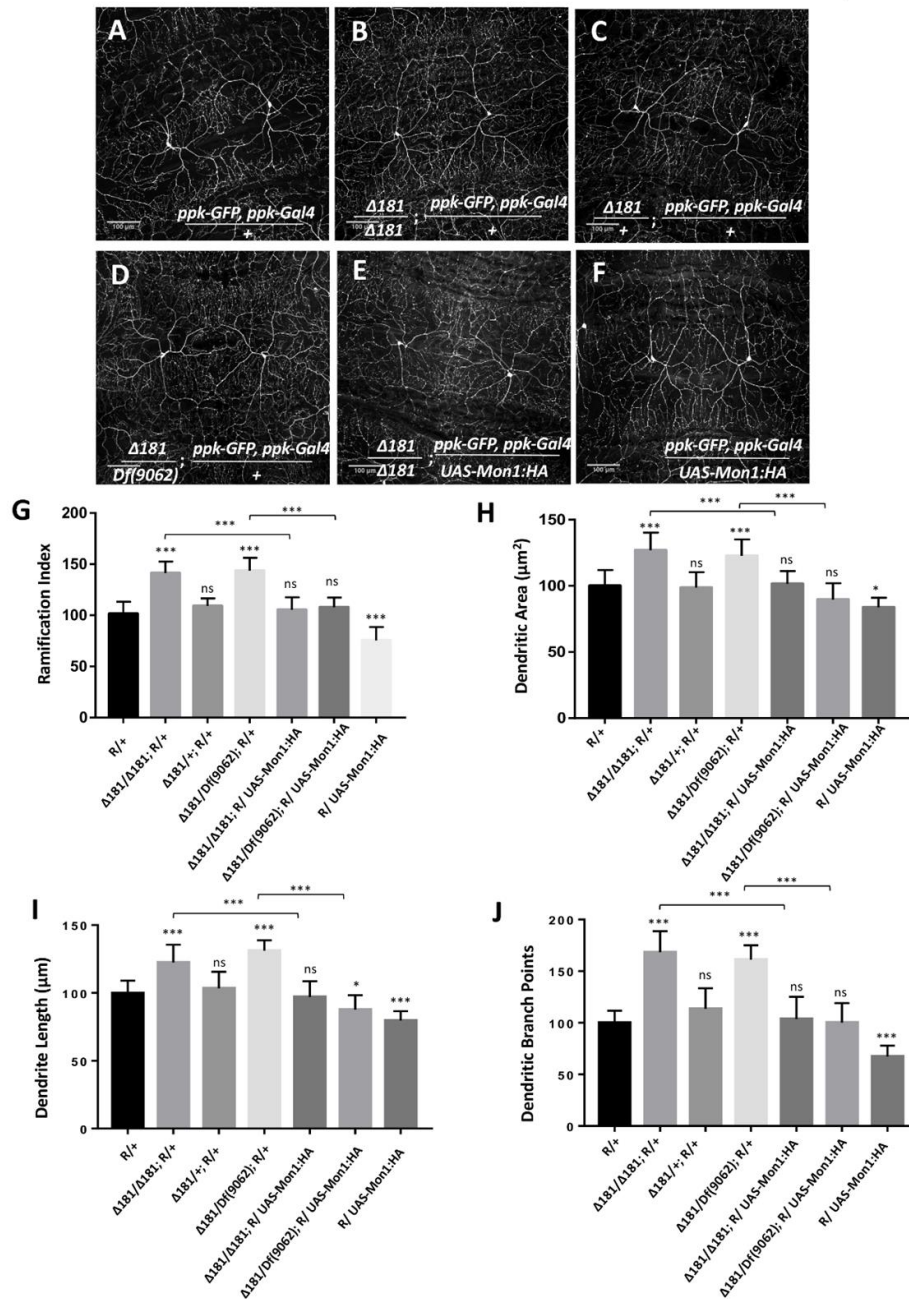 A
ppk-GFP, ppk-Gal4
+
100 µm
B
Δ181 ; ppk-GFP, ppk-Gal4
Δ181 +
100 µm
C
Δ181 ; ppk-GFP, ppk-Gal4
+ +
100 µm
D
Δ181 ; ppk-GFP, ppk-Gal4
Df(9062) +
100 µm
E
Δ181 ; ppk-GFP, ppk-Gal4
Δ181 UAS-Mon1:HA
100 µm
F
ppk-GFP, ppk-Gal4
UAS-Mon1:HA
100 µm
G
Ramification Index
200
150
100
50
0
***
***
***
ns
***
ns
ns
***
R/+
Δ181/Δ181; R/+
Δ181/+; R/+
Δ181/Df(9062); R/+
Δ181/Δ181; R/ UAS-Mon1:HA
Δ181/Df(9062); R/ UAS-Mon1:HA
R/ UAS-Mon1:HA
H
Dendritic Area (µm²)
150
100
50
0
***
***
***
ns
***
ns
ns
*
R/+
Δ181/Δ181; R/+
Δ181/+; R/+
Δ181/Df(9062); R/+
Δ181/Δ181; R/ UAS-Mon1:HA
Δ181/Df(9062); R/ UAS-Mon1:HA
R/ UAS-Mon1:HA
I
Dendrite Length (µm)
150
100
50
0
***
***
***
ns
***
ns
*
***
R/+
Δ181/Δ181; R/+
Δ181/+; R/+
Δ181/Df(9062); R/+
Δ181/Δ181; R/ UAS-Mon1:HA
Δ181/Df(9062); R/ UAS-Mon1:HA
R/ UAS-Mon1:HA
J
Dendritic Branch Points
200
150
100
50
0
***
***
***
ns
***
ns
ns
***
R/+
Δ181/Δ181; R/+
Δ181/+; R/+
Δ181/Df(9062); R/+
Δ181/Δ181; R/ UAS-Mon1:HA
Δ181/Df(9062); R/ UAS-Mon1:HA
R/ UAS-Mon1:HA